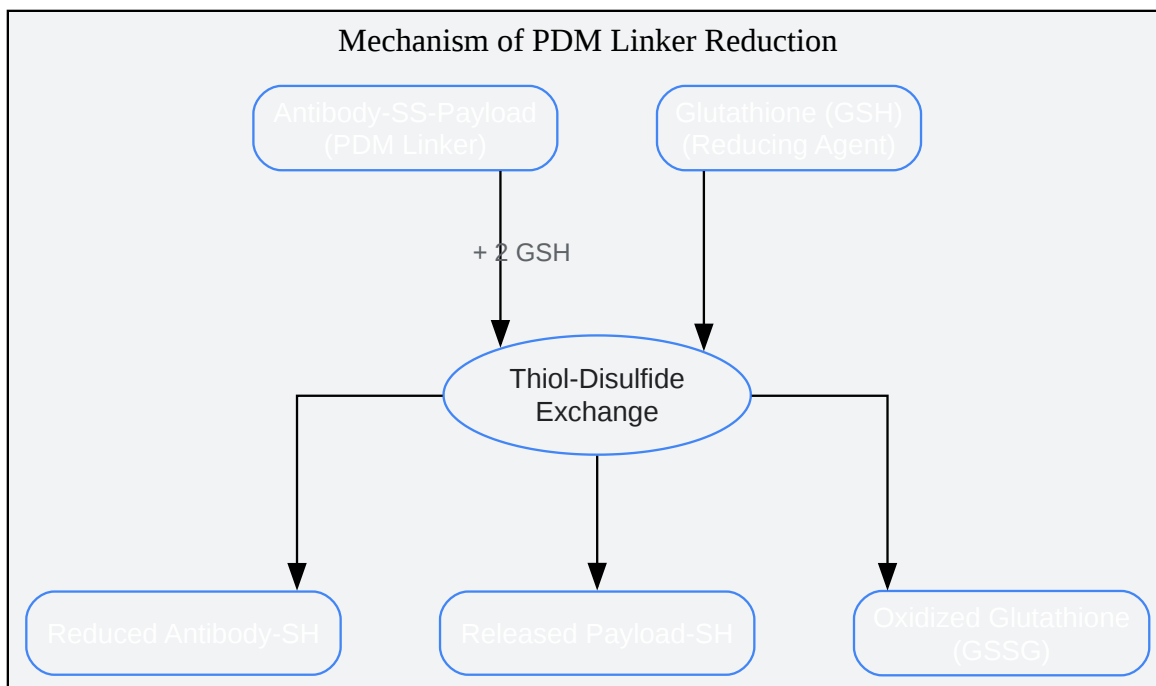 Mechanism of PDM Linker Reduction
Antibody-SS-Payload
(PDM Linker)
Glutathione (GSH)
(Reducing Agent)
+ 2 GSH
Thiol-Disulfide
Exchange
Reduced Antibody-SH
Released Payload-SH
Oxidized Glutathione
(GSSG)